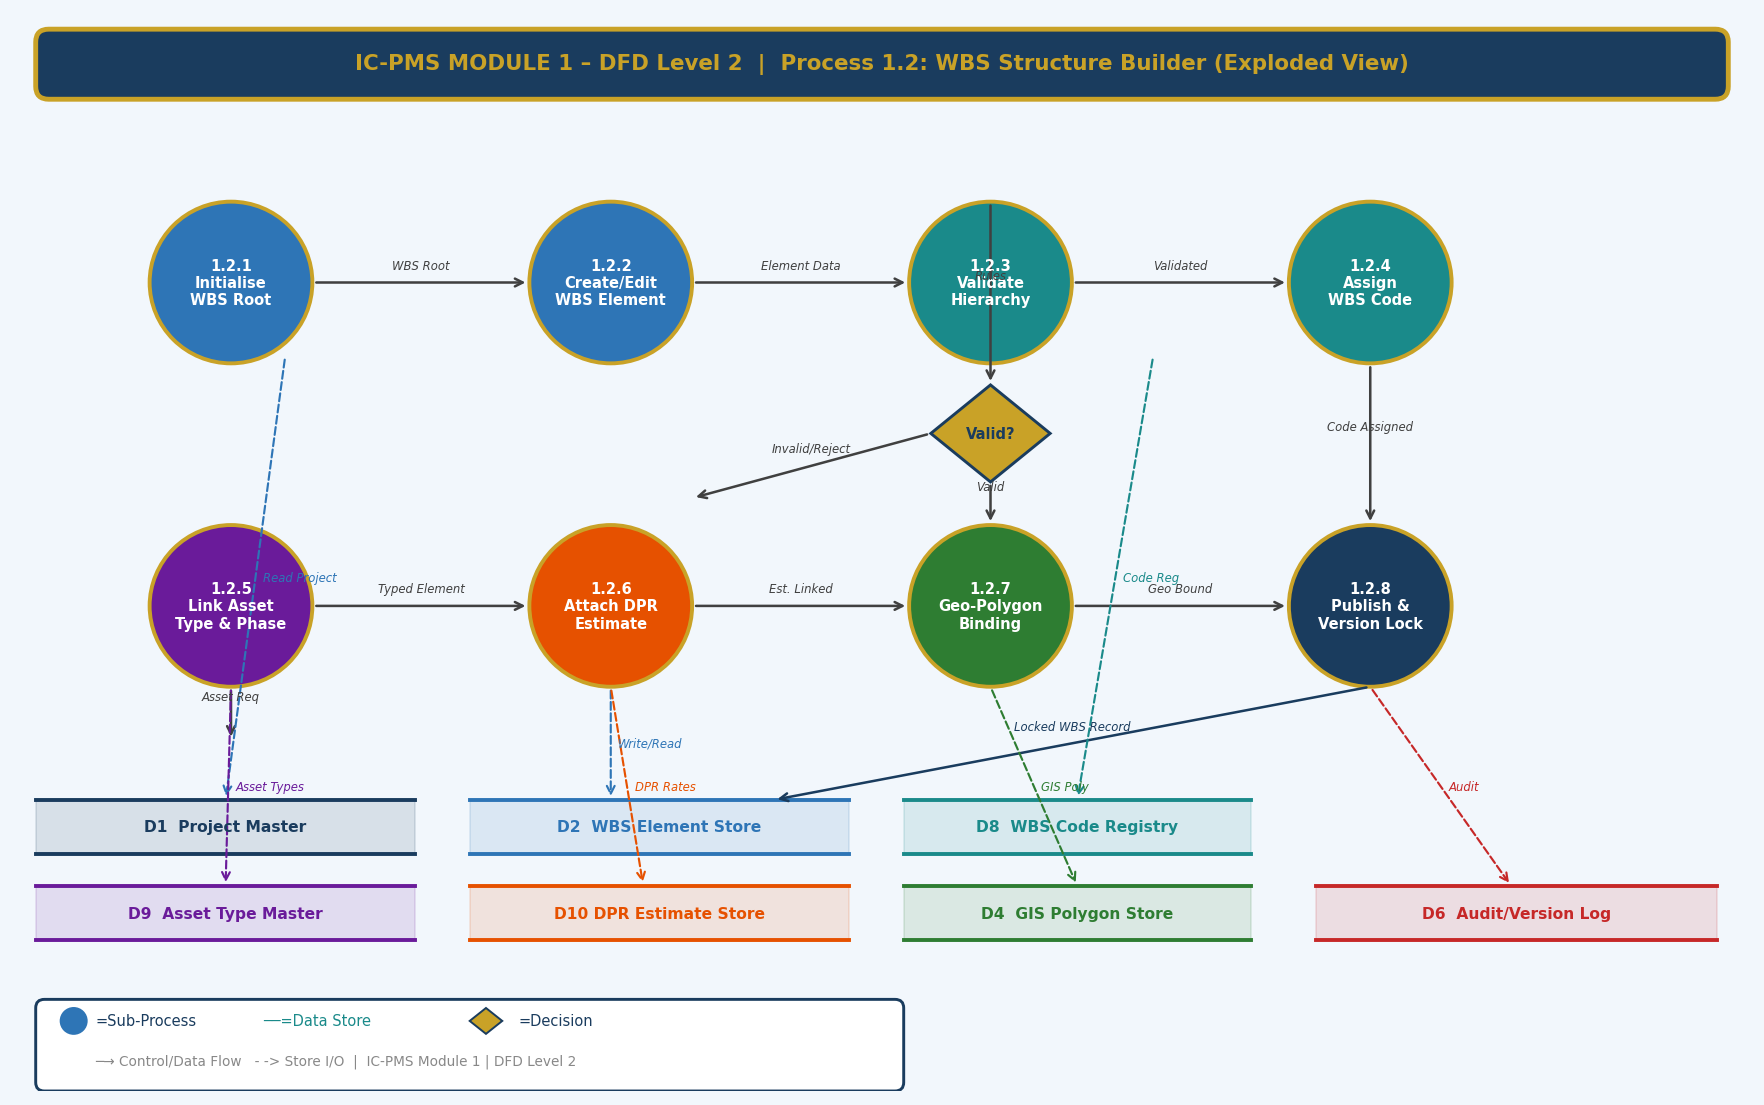 IC-PMS MODULE 1 – DFD Level 2 | Process 1.2: WBS Structure Builder (Exploded View)
1.2.1
Initialise
WBS Root
WBS Root
1.2.2
Create/Edit
WBS Element
Element Data
1.2.3
Validate
Hierarchy
Validated
1.2.4
Assign
WBS Code
Valid?
Invalid/Reject
Valid
Code Assigned
1.2.5
Link Asset
Type & Phase
Read Project
Typed Element
1.2.6
Attach DPR
Estimate
Est. Linked
1.2.7
Geo-Polygon
Binding
Code Reg
Geo Bound
1.2.8
Publish &
Version Lock
Asset Req
Write/Read
Locked WBS Record
Asset Types
DPR Rates
GIS Poly
Audit
D1 Project Master
D2 WBS Element Store
D8 WBS Code Registry
D9 Asset Type Master
D10 DPR Estimate Store
D4 GIS Polygon Store
D6 Audit/Version Log
=Sub-Process
—=Data Store
=Decision
—→ Control/Data Flow - -> Store I/O | IC-PMS Module 1 | DFD Level 2